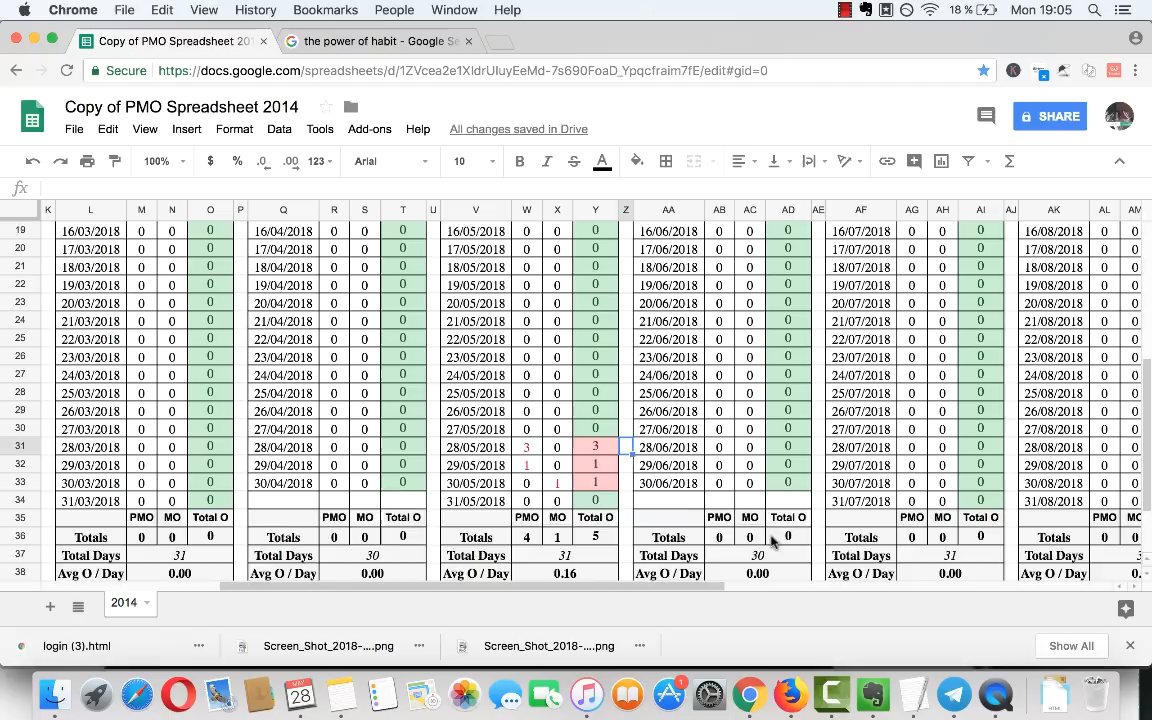 Chrome File Edit View History Bookmarks People Window Help 18 % Mon 19:05
Copy of PMO Spreadsheet 201 × the power of habit - Google Se ×
Secure https://docs.google.com/spreadsheets/d/1ZVcea2e1XldrUIuyEeMd-7s690FoaD_Ypqcfraim7fE/edit#gid=0
Copy of PMO Spreadsheet 2014
SHARE
File Edit View Insert Format Data Tools Add-ons Help All changes saved in Drive
100% $ % .0 .00 123 Arial 10 B I S A Σ
fx
K L M N O P Q R S T U V W X Y Z AA AB AC AD AE AF AG AH AI AJ AK AL AM
19 16/03/2018 0 0 0 16/04/2018 0 0 0 16/05/2018 0 0 0 16/06/2018 0 0 0 16/07/2018 0 0 0 16/08/2018 0 0
20 17/03/2018 0 0 0 17/04/2018 0 0 0 17/05/2018 0 0 0 17/06/2018 0 0 0 17/07/2018 0 0 0 17/08/2018 0 0
21 18/03/2018 0 0 0 18/04/2018 0 0 0 18/05/2018 0 0 0 18/06/2018 0 0 0 18/07/2018 0 0 0 18/08/2018 0 0
22 19/03/2018 0 0 0 19/04/2018 0 0 0 19/05/2018 0 0 0 19/06/2018 0 0 0 19/07/2018 0 0 0 19/08/2018 0 0
23 20/03/2018 0 0 0 20/04/2018 0 0 0 20/05/2018 0 0 0 20/06/2018 0 0 0 20/07/2018 0 0 0 20/08/2018 0 0
24 21/03/2018 0 0 0 21/04/2018 0 0 0 21/05/2018 0 0 0 21/06/2018 0 0 0 21/07/2018 0 0 0 21/08/2018 0 0
25 22/03/2018 0 0 0 22/04/2018 0 0 0 22/05/2018 0 0 0 22/06/2018 0 0 0 22/07/2018 0 0 0 22/08/2018 0 0
26 23/03/2018 0 0 0 23/04/2018 0 0 0 23/05/2018 0 0 0 23/06/2018 0 0 0 23/07/2018 0 0 0 23/08/2018 0 0
27 24/03/2018 0 0 0 24/04/2018 0 0 0 24/05/2018 0 0 0 24/06/2018 0 0 0 24/07/2018 0 0 0 24/08/2018 0 0
28 25/03/2018 0 0 0 25/04/2018 0 0 0 25/05/2018 0 0 0 25/06/2018 0 0 0 25/07/2018 0 0 0 25/08/2018 0 0
29 26/03/2018 0 0 0 26/04/2018 0 0 0 26/05/2018 0 0 0 26/06/2018 0 0 0 26/07/2018 0 0 0 26/08/2018 0 0
30 27/03/2018 0 0 0 27/04/2018 0 0 0 27/05/2018 0 0 0 27/06/2018 0 0 0 27/07/2018 0 0 0 27/08/2018 0 0
31 28/03/2018 0 0 0 28/04/2018 0 0 0 28/05/2018 3 0 3 28/06/2018 0 0 0 28/07/2018 0 0 0 28/08/2018 0 0
32 29/03/2018 0 0 0 29/04/2018 0 0 0 29/05/2018 1 0 1 29/06/2018 0 0 0 29/07/2018 0 0 0 29/08/2018 0 0
33 30/03/2018 0 0 0 30/04/2018 0 0 0 30/05/2018 0 1 1 30/06/2018 0 0 0 30/07/2018 0 0 0 30/08/2018 0 0
34 31/03/2018 0 0 0 31/05/2018 0 0 0 31/07/2018 0 0 0 31/08/2018 0 0
35 PMO MO Total O PMO MO Total O PMO MO Total O PMO MO Total O PMO MO Total O PMO MO
36 Totals 0 0 0 Totals 0 0 0 Totals 4 1 5 Totals 0 0 0 Totals 0 0 0 Totals 0 0
37 Total Days 31 Total Days 30 Total Days 31 Total Days 30 Total Days 31 Total Days 3
38 Avg O / Day 0.00 Avg O / Day 0.00 Avg O / Day 0.16 Avg O / Day 0.00 Avg O / Day 0.00 Avg O / Day 0.
+ 2014
login (3).html Screen_Shot_2018-....png Screen_Shot_2018-....png Show All
MAY 28 1